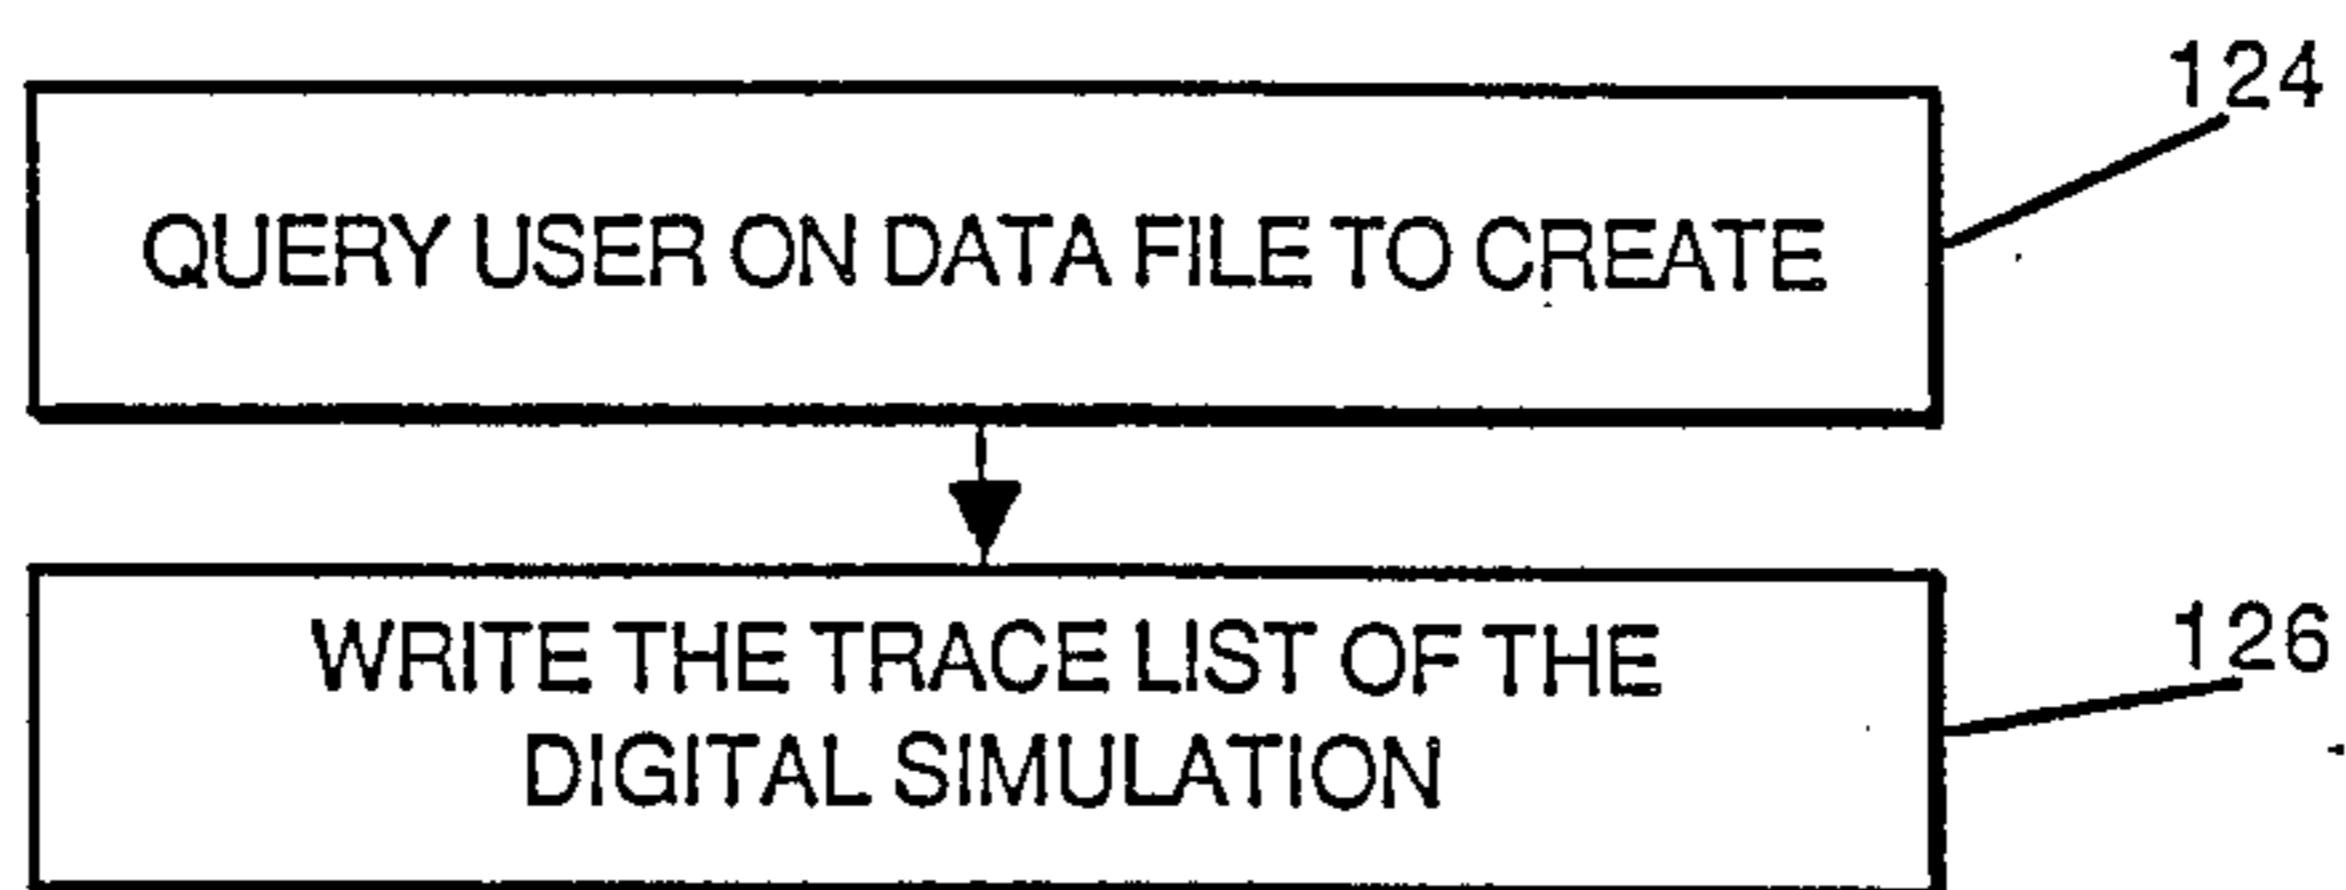 124
QUERY USER ON DATA FILE TO CREATE
WRITE THE TRACE LIST OF THE
DIGITAL SIMULATION
126